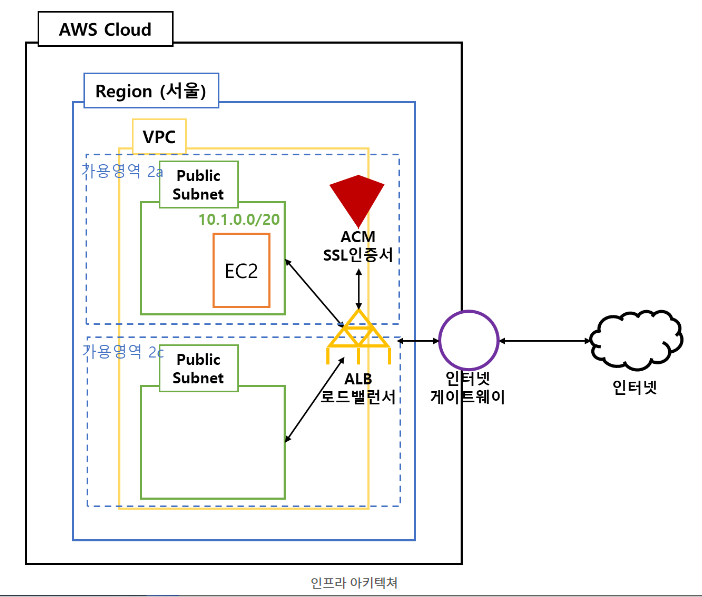 AWS Cloud
Region (서울)
VPC
가용영역 2a
Public
Subnet
10.1.0.0/20
EC2
ACM
SSL인증서
가용영역 2c
Public
Subnet
ALB
로드밸런서
인터넷
게이트웨이
인터넷
인프라 아키텍쳐